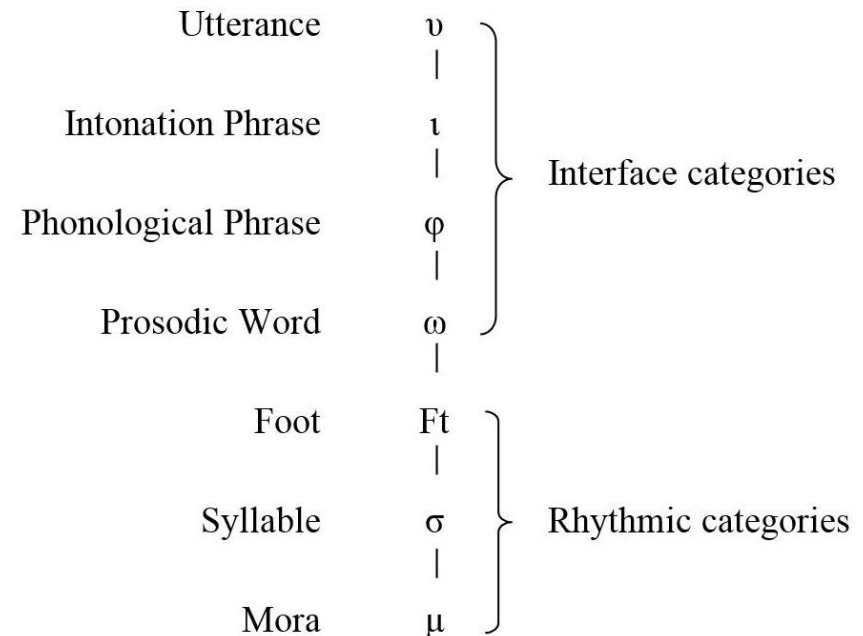 Utterance υ
Intonation Phrase ι
Interface categories
Phonological Phrase φ
Prosodic Word ω
Foot Ft
Syllable σ Rhythmic categories
Mora μ